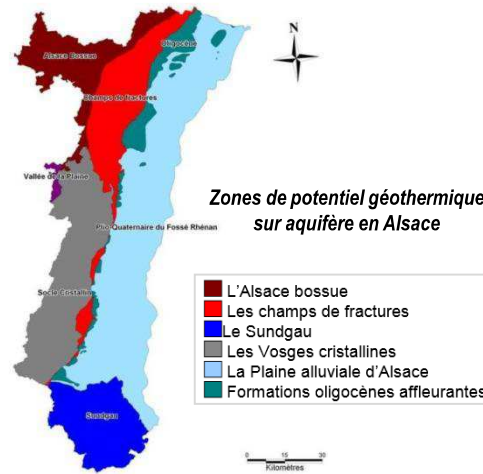 N
Alsace Bossan
Oligocène
Champs de fractures
Vallée de la Plaine
Zones de potentiel géothermique
sur aquifère en Alsace
Plio Quaternaire du Fossé Rhénan
Socle Cristallin
L'Alsace bossue
Les champs de fractures
Le Sundgau
Les Vosges cristallines
La Plaine alluviale d'Alsace
Formations oligocènes affleurantes
Sundgau
0 15 30
Kilomètres